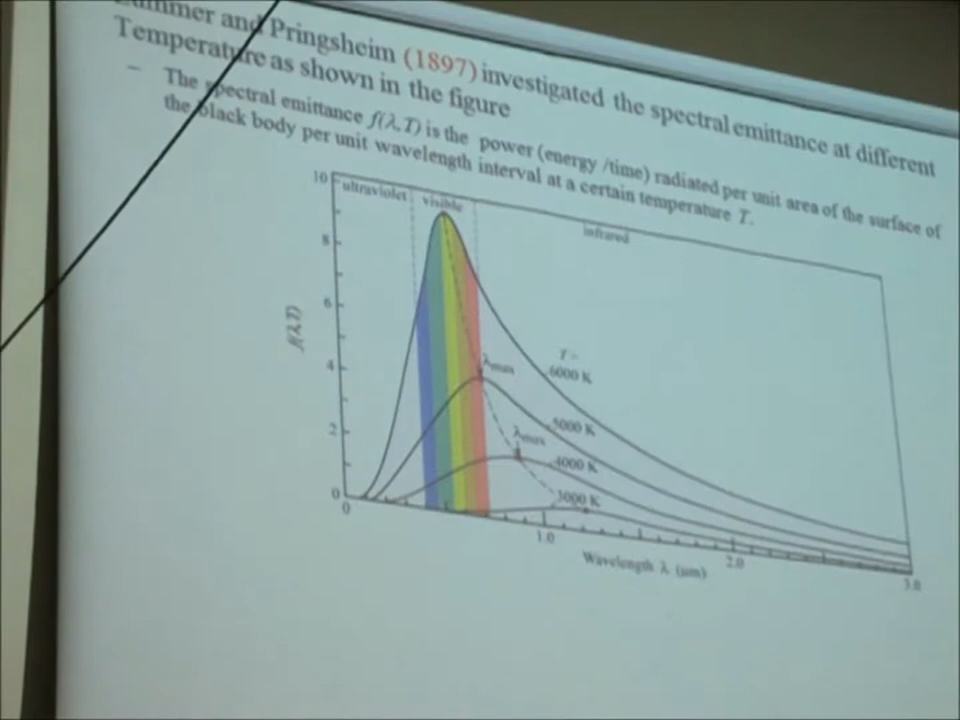 Lummer and Pringsheim (1897) investigated the spectral emittance at different
Temperature as shown in the figure
– The spectral emittance f(λ,T) is the power (energy /time) radiated per unit area of the surface of
the black body per unit wavelength interval at a certain temperature T.
10
ultraviolet
visible
infrared
8
6
f(λ,T)
T =
6000 K
λmax
4
5000 K
2
λmax
4000 K
3000 K
0
0
1.0
2.0
3.0
Wavelength λ (μm)